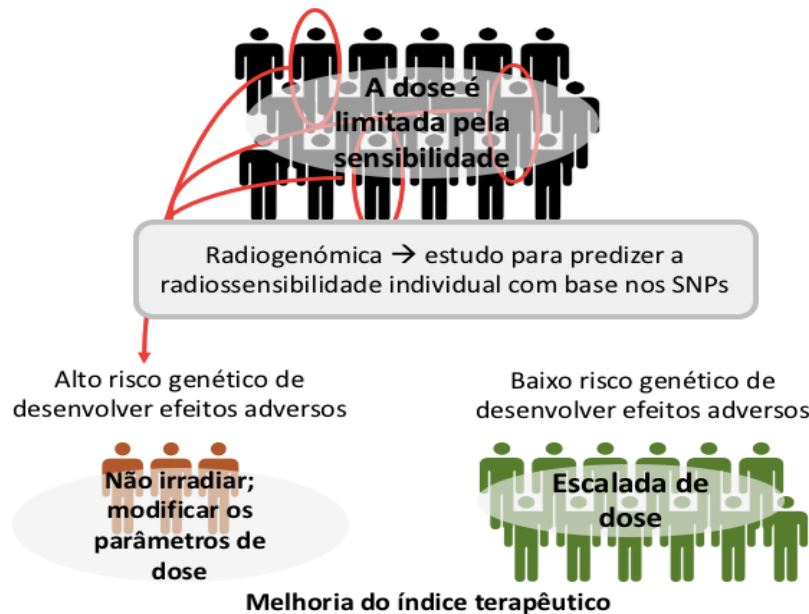 A dose é
limitada pela
sensibilidade
Radiogenómica → estudo para predizer a
radiossensibilidade individual com base nos SNPs
Alto risco genético de
desenvolver efeitos adversos
Não irradiar;
modificar os
parâmetros de
dose
Baixo risco genético de
desenvolver efeitos adversos
Escalada de
dose
Melhoria do índice terapêutico